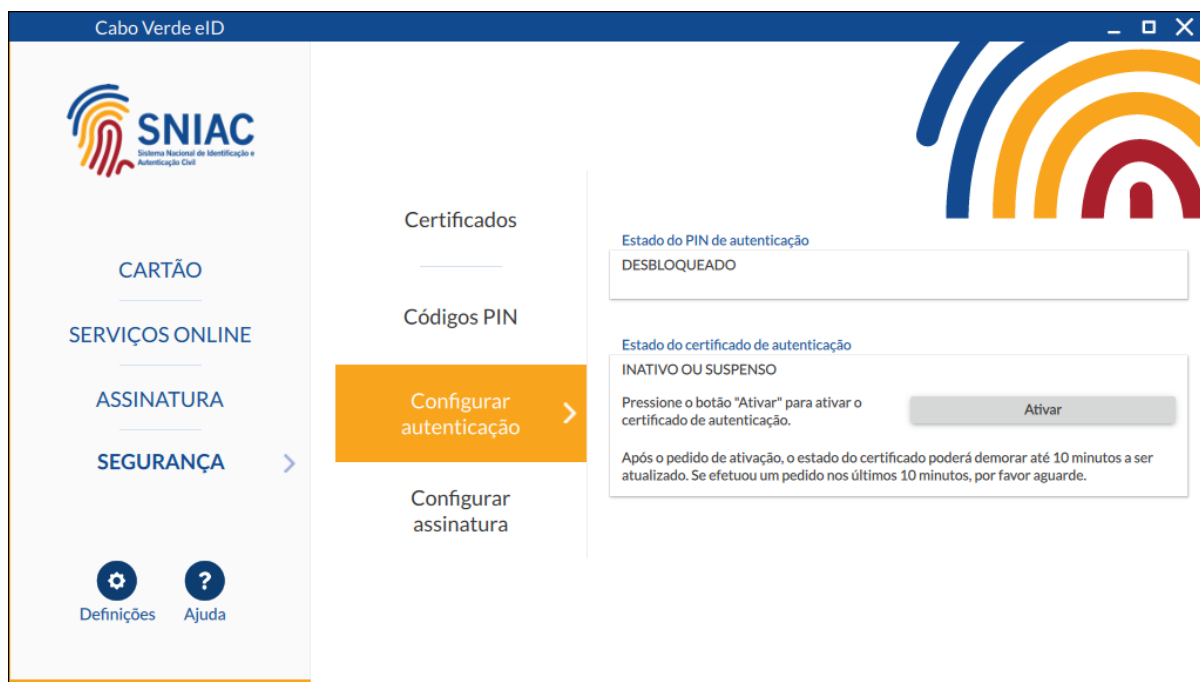 Cabo Verde eID
SNIAC
Sistema Nacional de Identificação e
Autenticação Civil
CARTÃO
SERVIÇOS ONLINE
ASSINATURA
SEGURANÇA
Definições
Ajuda
Certificados
Códigos PIN
Configurar
autenticação
Configurar
assinatura
Estado do PIN de autenticação
DESBLOQUEADO
Estado do certificado de autenticação
INATIVO OU SUSPENSO
Pressione o botão "Ativar" para ativar o
certificado de autenticação.
Ativar
Após o pedido de ativação, o estado do certificado poderá demorar até 10 minutos a ser
atualizado. Se efetuou um pedido nos últimos 10 minutos, por favor aguarde.